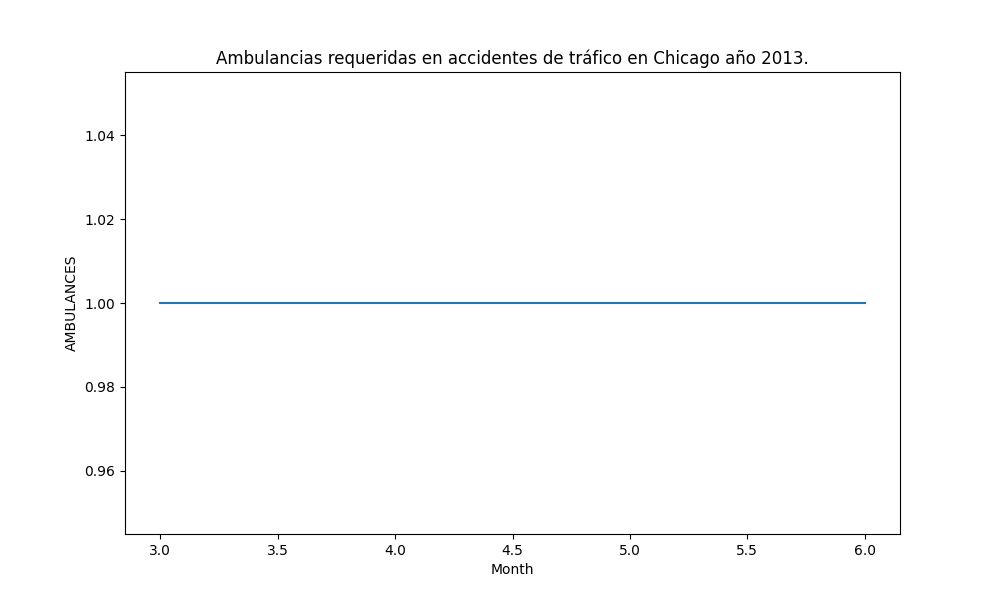 Ambulancias requeridas en accidentes de tráfico en Chicago año 2013.
1.04
1.02
1.00
0.98
0.96
AMBULANCES
3.0 3.5 4.0 4.5 5.0 5.5 6.0
Month